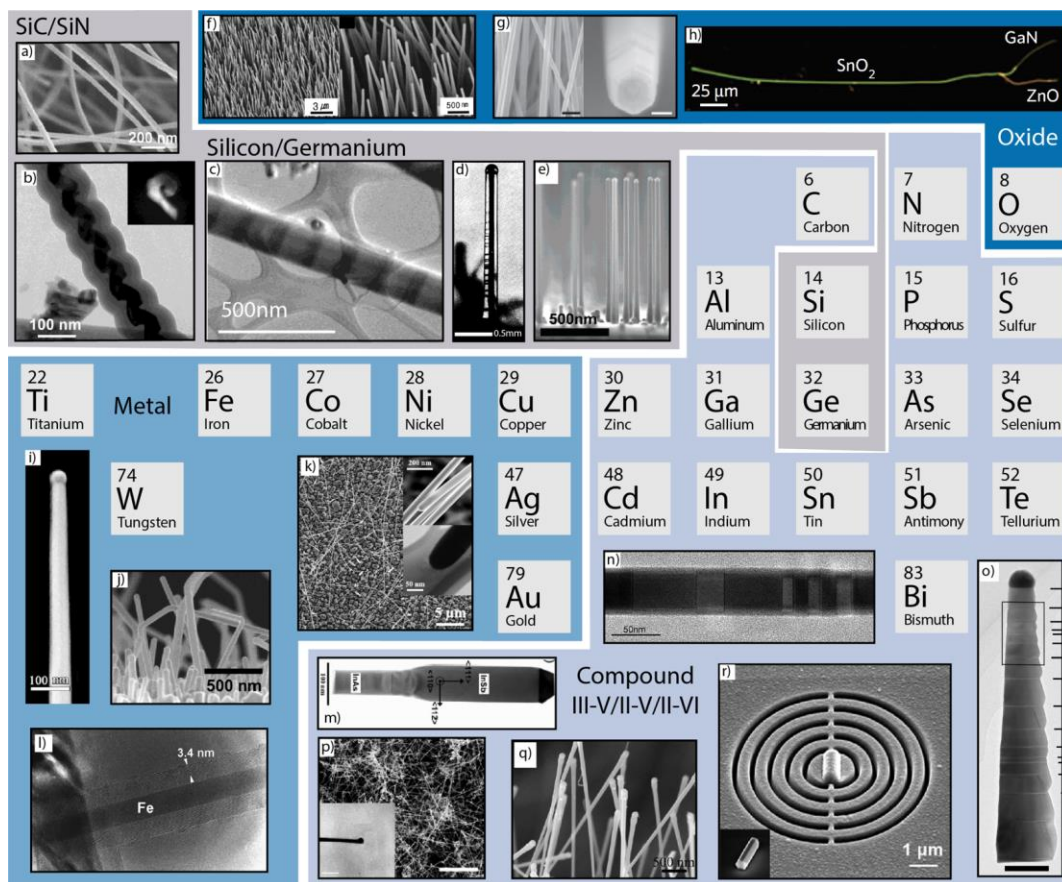 SiC/SiN
a)
200 nm
f)
3 μm
500 nm
g)
h)
GaN
SnO2
25 μm
ZnO
Oxide
Silicon/Germanium
b)
100 nm
c)
500nm
d)
0.5mm
e)
500nm
6
C
Carbon
7
N
Nitrogen
8
O
Oxygen
13
Al
Aluminum
14
Si
Silicon
15
P
Phosphorus
16
S
Sulfur
22
Ti
Titanium
Metal
26
Fe
Iron
27
Co
Cobalt
28
Ni
Nickel
29
Cu
Copper
30
Zn
Zinc
31
Ga
Gallium
32
Ge
Germanium
33
As
Arsenic
34
Se
Selenium
i)
100 nm
74
W
Tungsten
k)
200 nm
50 nm
5 μm
47
Ag
Silver
48
Cd
Cadmium
49
In
Indium
50
Sn
Tin
51
Sb
Antimony
52
Te
Tellurium
j)
500 nm
79
Au
Gold
n)
50nm
83
Bi
Bismuth
o)
l)
3.4 nm
Fe
m)
100 nm
InAs
<110>
<111>
<112>
InSb
Compound
III-V/II-V/II-VI
p)
q)
500 nm
r)
1 μm